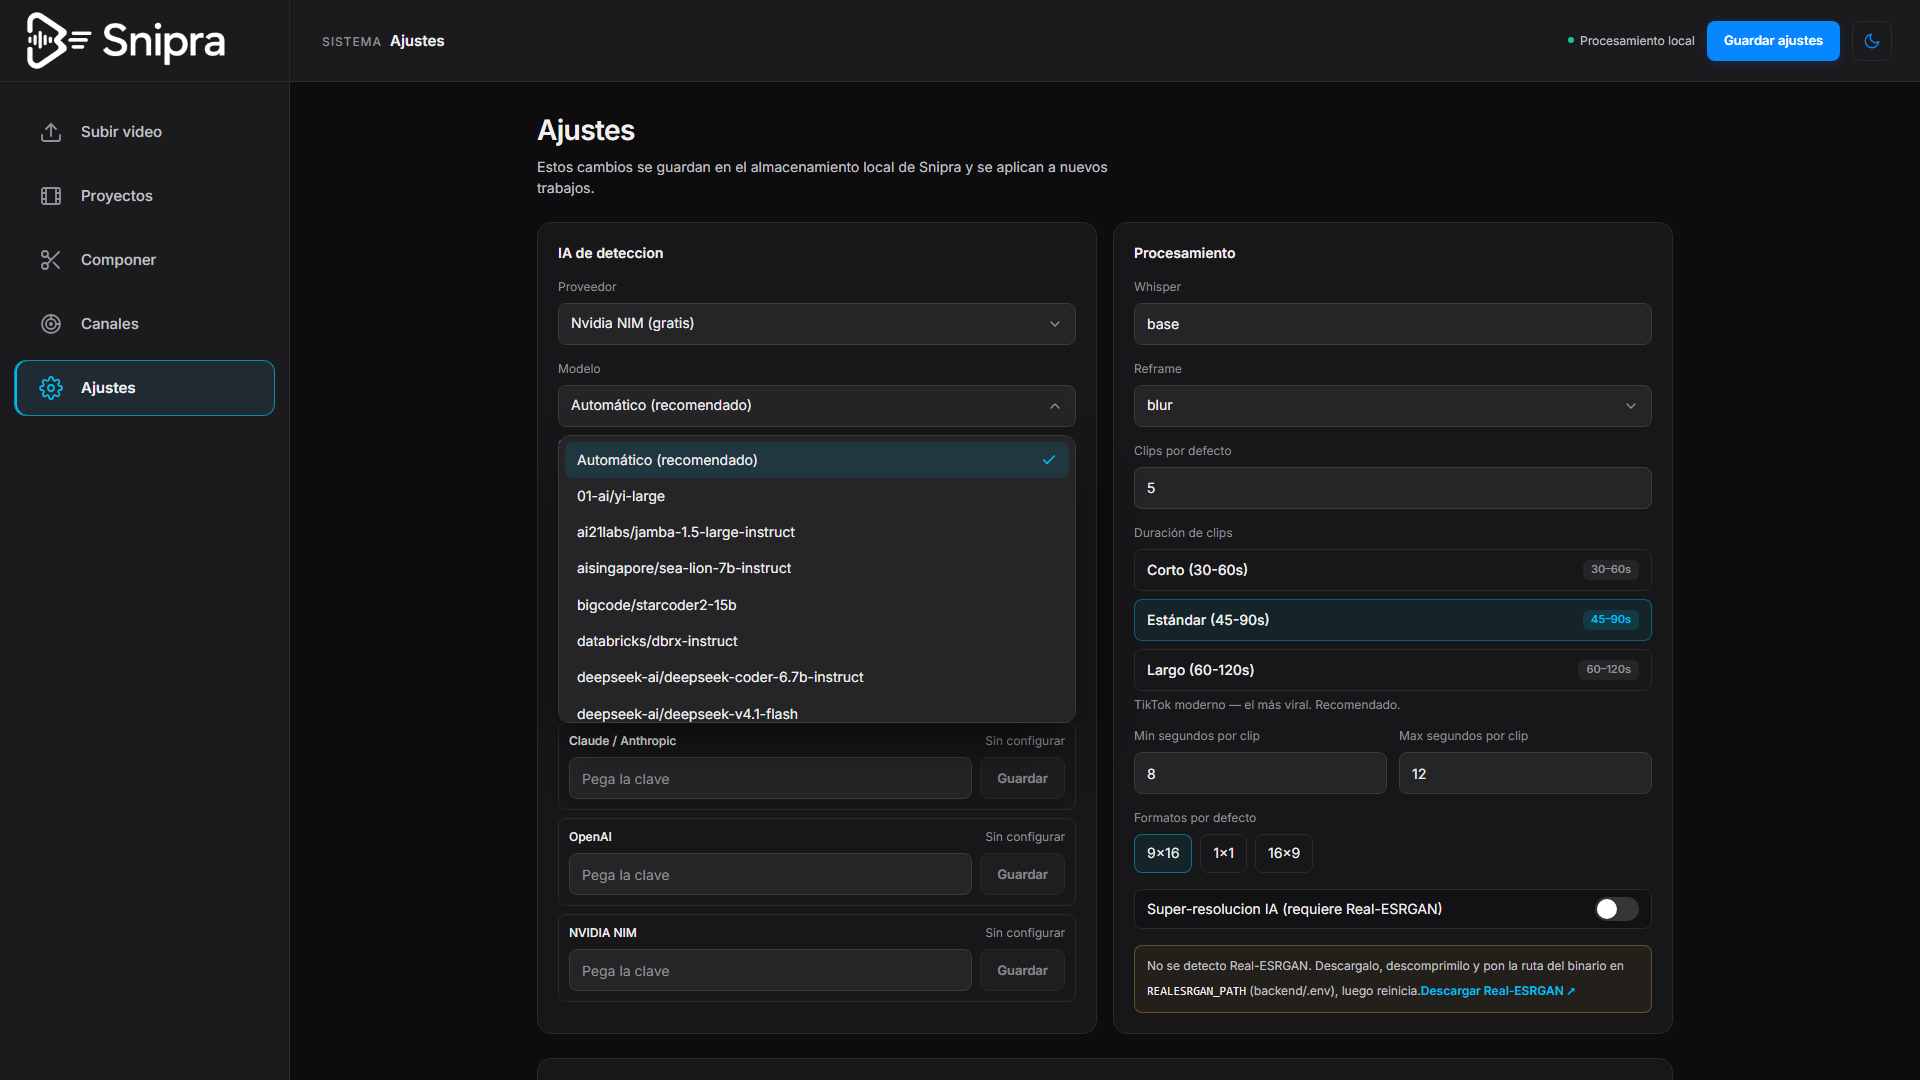 Snipra
Subir video
Proyectos
Componer
Canales
Ajustes
SISTEMA Ajustes
Procesamiento local
Guardar ajustes
Ajustes
Estos cambios se guardan en el almacenamiento local de Snipra y se aplican a nuevos
trabajos.
IA de deteccion
Proveedor
Nvidia NIM (gratis)
Modelo
Automático (recomendado)
Automático (recomendado)
01-ai/yi-large
ai21labs/jamba-1.5-large-instruct
aisingapore/sea-lion-7b-instruct
bigcode/starcoder2-15b
databricks/dbrx-instruct
deepseek-ai/deepseek-coder-6.7b-instruct
deepseek-ai/deepseek-v4.1-flash
Claude / Anthropic Sin configurar
Pega la clave Guardar
OpenAI Sin configurar
Pega la clave Guardar
NVIDIA NIM Sin configurar
Pega la clave Guardar
Procesamiento
Whisper
base
Reframe
blur
Clips por defecto
5
Duración de clips
Corto (30-60s) 30–60s
Estándar (45-90s) 45–90s
Largo (60-120s) 60–120s
TikTok moderno — el más viral. Recomendado.
Min segundos por clip Max segundos por clip
8 12
Formatos por defecto
9×16 1×1 16×9
Super-resolucion IA (requiere Real-ESRGAN)
No se detecto Real-ESRGAN. Descargalo, descomprimilo y pon la ruta del binario en
REALESRGAN_PATH (backend/.env), luego reinicia.Descargar Real-ESRGAN ↗